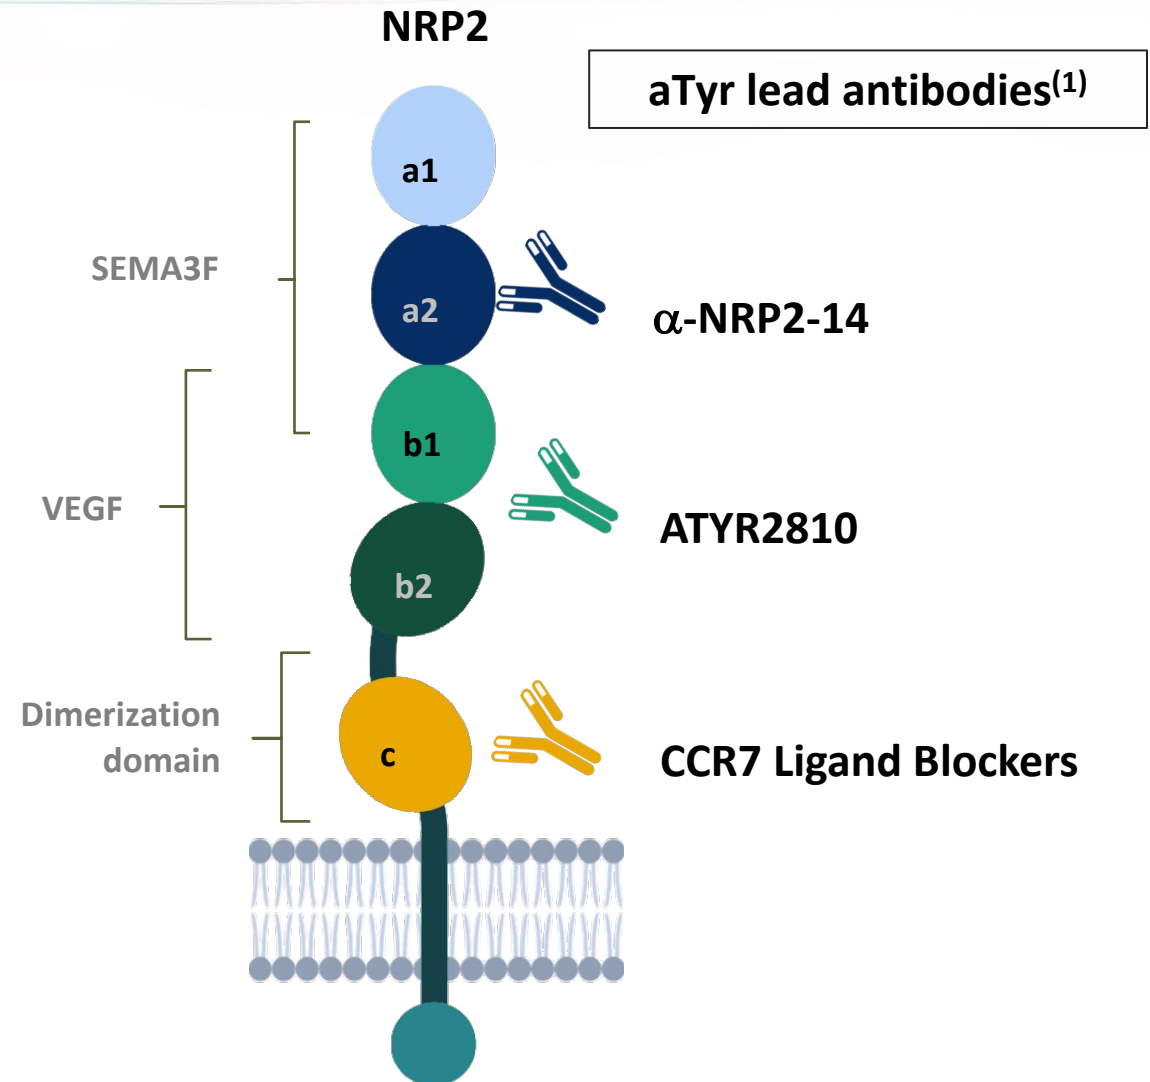 NRP2
aTyr lead antibodies(1)
a1
SEMA3F
a2
α-NRP2-14
b1
VEGF
ATYR2810
b2
Dimerization
domain
c
CCR7 Ligand Blockers